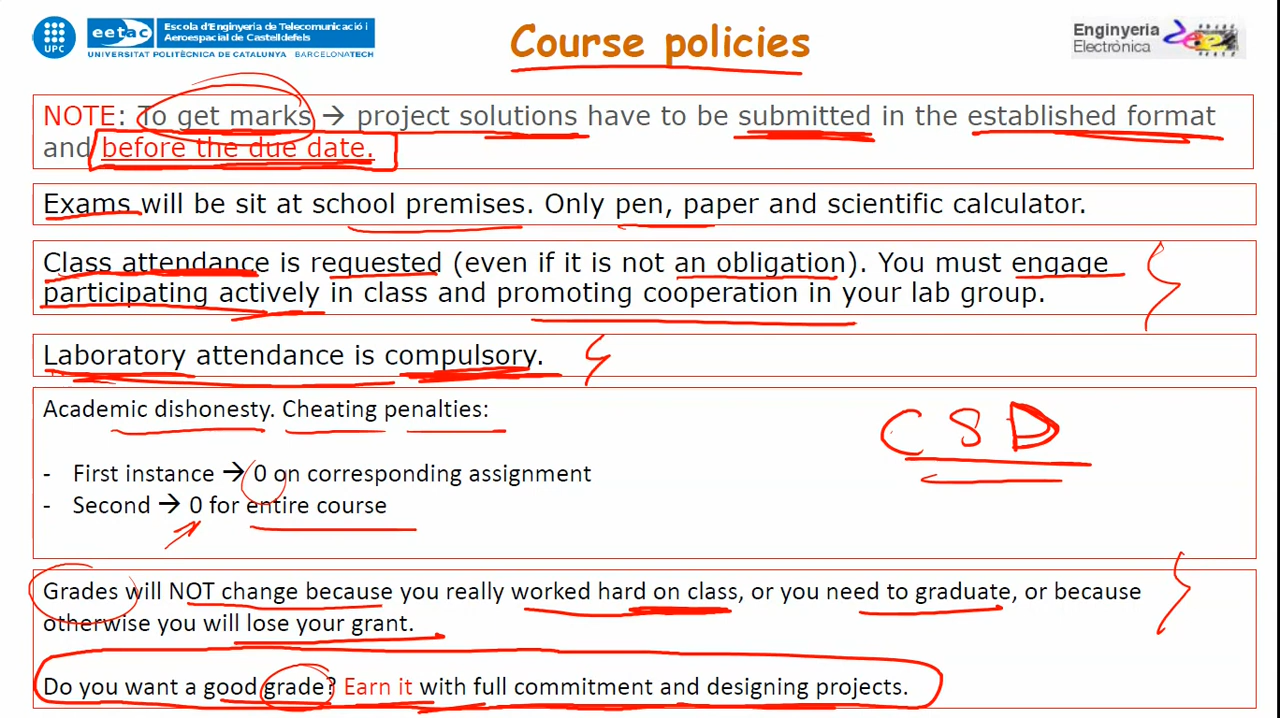 UPC
eetac
Escola d'Enginyeria de Telecomunicació i
Aeroespacial de Castelldefels
UNIVERSITAT POLITÈCNICA DE CATALUNYA BARCELONATECH
Course policies
Enginyeria
Electrònica
NOTE: To get marks → project solutions have to be submitted in the established format
and before the due date.
Exams will be sit at school premises. Only pen, paper and scientific calculator.
Class attendance is requested (even if it is not an obligation). You must engage
participating actively in class and promoting cooperation in your lab group.
Laboratory attendance is compulsory.
Academic dishonesty. Cheating penalties:
- First instance → 0 on corresponding assignment
- Second → 0 for entire course
CSD
Grades will NOT change because you really worked hard on class, or you need to graduate, or because
otherwise you will lose your grant.
Do you want a good grade? Earn it with full commitment and designing projects.